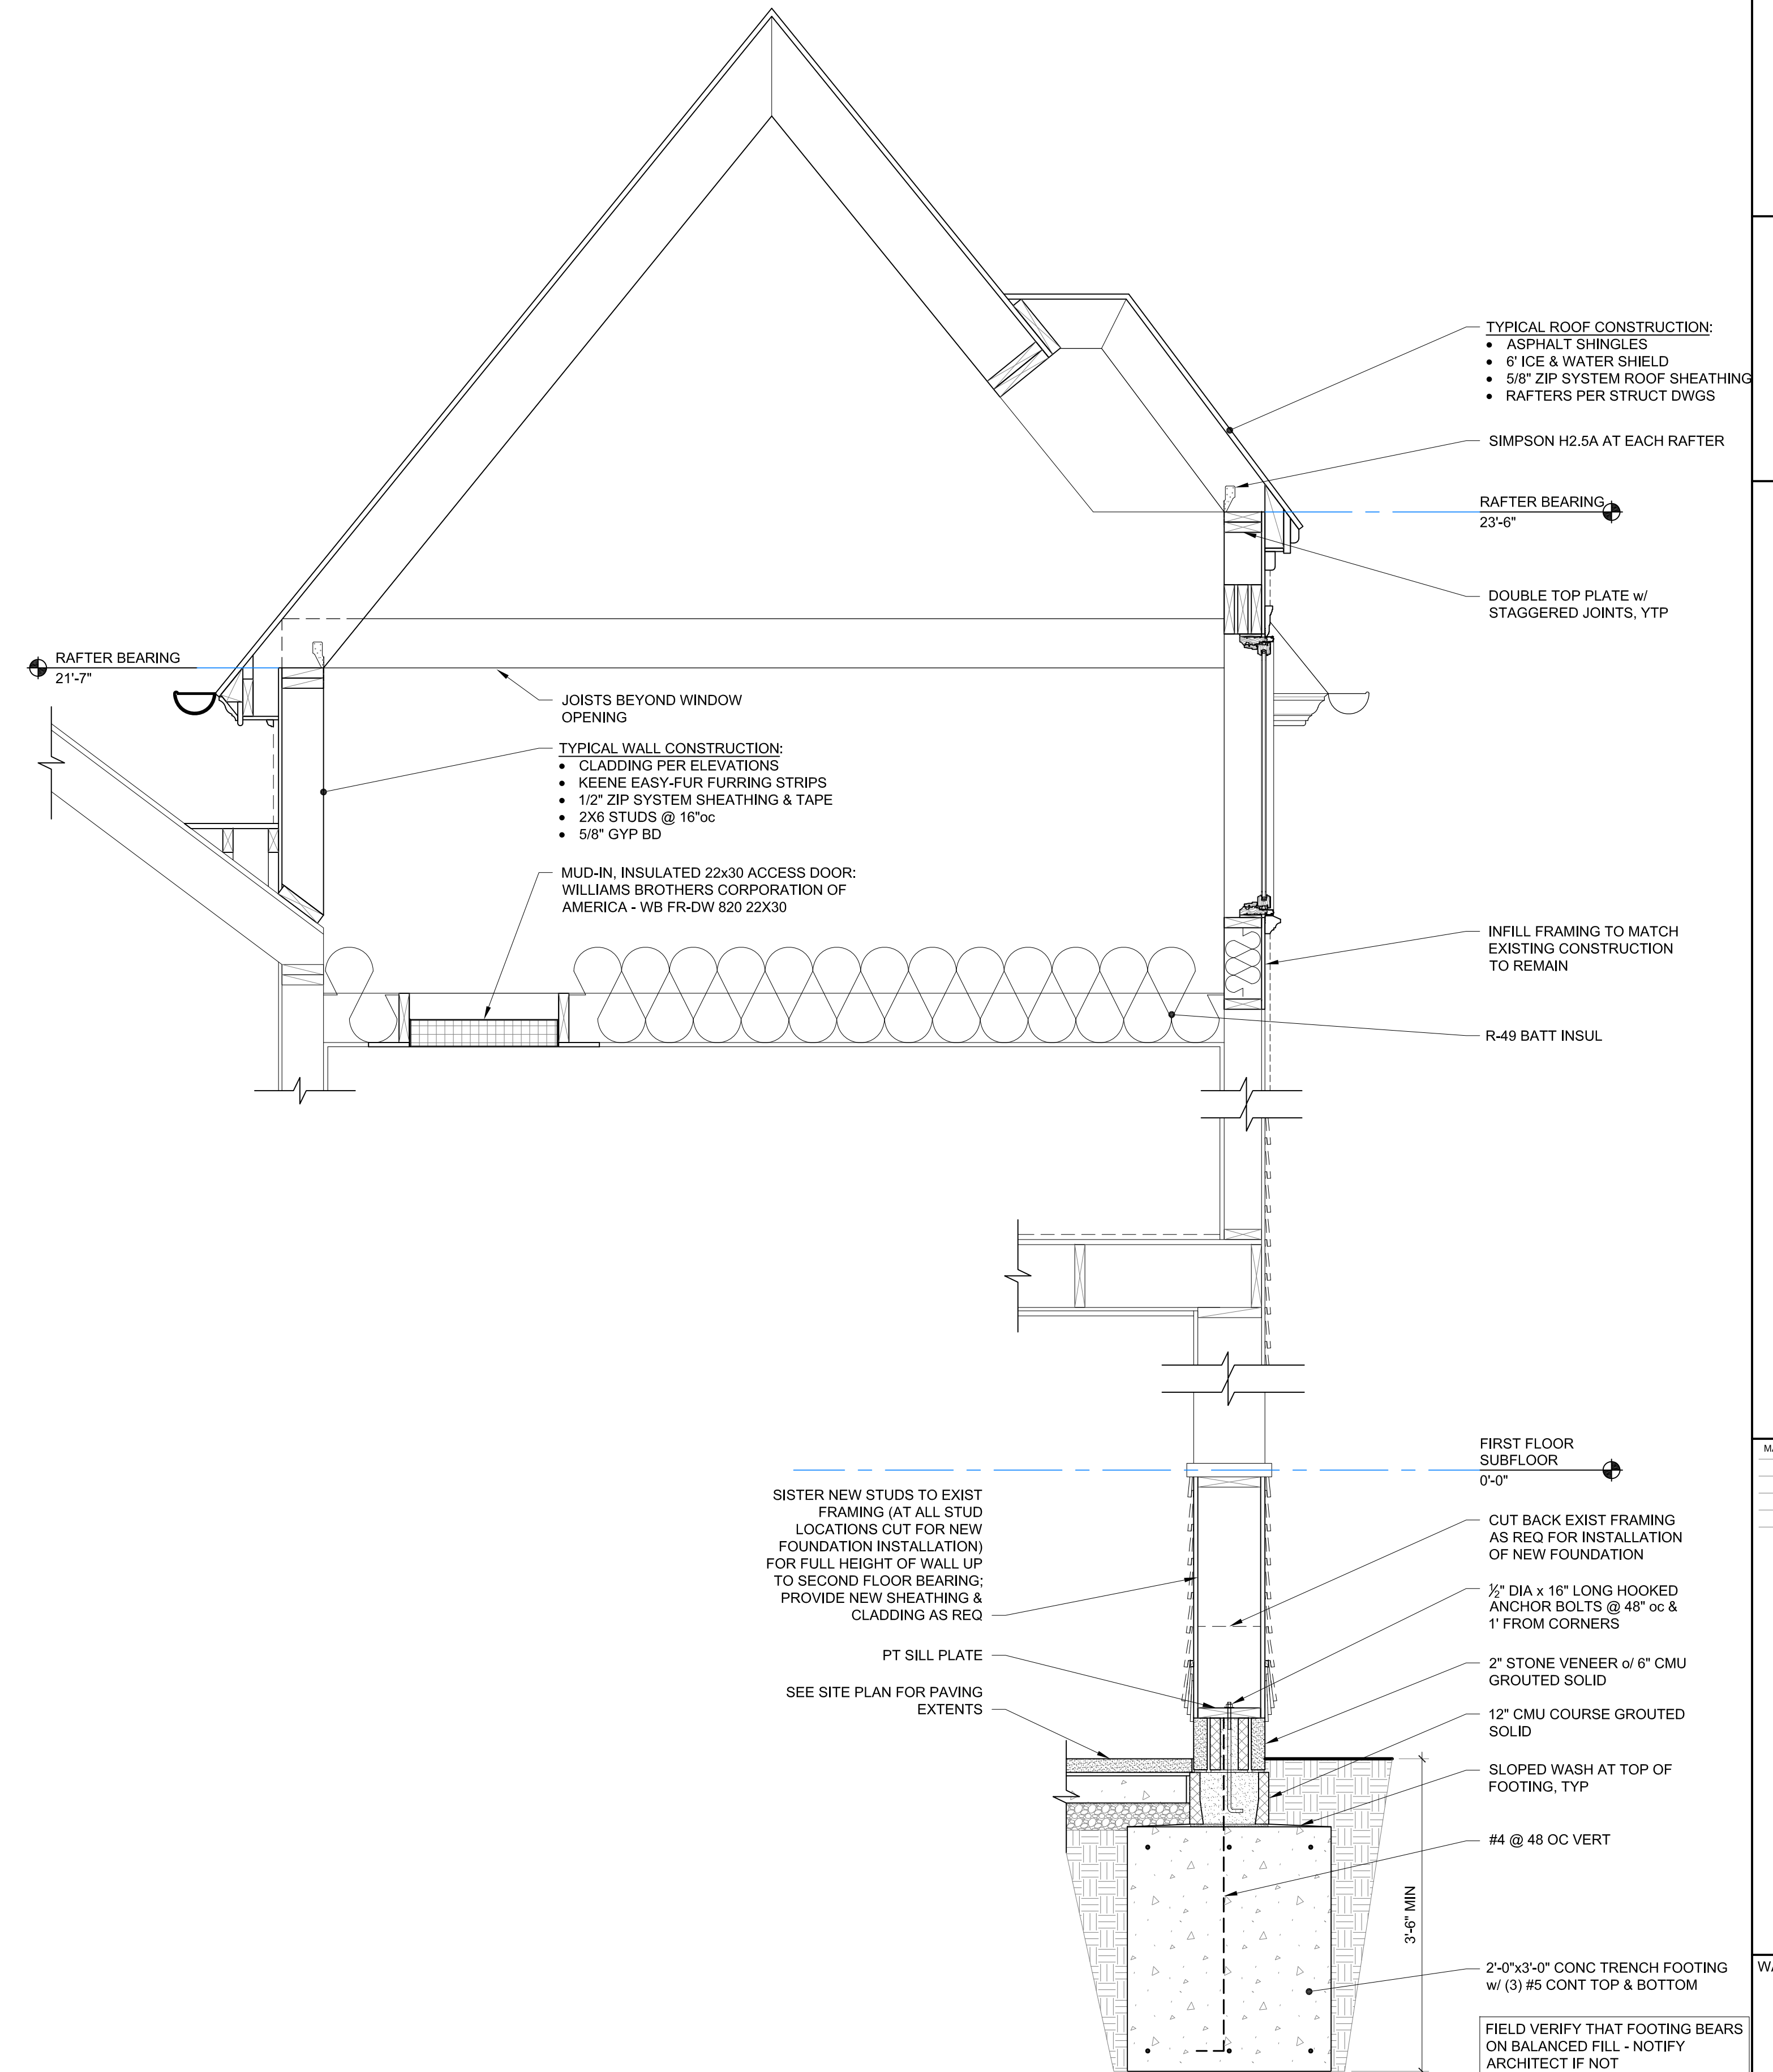 TYPICAL ROOF CONSTRUCTION:
• ASPHALT SHINGLES
• 6' ICE & WATER SHIELD
• 5/8" ZIP SYSTEM ROOF SHEATHING
• RAFTERS PER STRUCT DWGS
SIMPSON H2.5A AT EACH RAFTER
RAFTER BEARING
23'-6"
DOUBLE TOP PLATE w/
STAGGERED JOINTS, YTP
RAFTER BEARING
21'-7"
JOISTS BEYOND WINDOW
OPENING
TYPICAL WALL CONSTRUCTION:
• CLADDING PER ELEVATIONS
• KEENE EASY-FUR FURRING STRIPS
• 1/2" ZIP SYSTEM SHEATHING & TAPE
• 2X6 STUDS @ 16"oc
• 5/8" GYP BD
MUD-IN, INSULATED 22x30 ACCESS DOOR:
WILLIAMS BROTHERS CORPORATION OF
AMERICA - WB FR-DW 820 22X30
INFILL FRAMING TO MATCH
EXISTING CONSTRUCTION
TO REMAIN
R-49 BATT INSUL
FIRST FLOOR
SUBFLOOR
0'-0"
SISTER NEW STUDS TO EXIST
FRAMING (AT ALL STUD
LOCATIONS CUT FOR NEW
FOUNDATION INSTALLATION)
FOR FULL HEIGHT OF WALL UP
TO SECOND FLOOR BEARING;
PROVIDE NEW SHEATHING &
CLADDING AS REQ
PT SILL PLATE
SEE SITE PLAN FOR PAVING
EXTENTS
CUT BACK EXIST FRAMING
AS REQ FOR INSTALLATION
OF NEW FOUNDATION
½" DIA x 16" LONG HOOKED
ANCHOR BOLTS @ 48" oc &
1' FROM CORNERS
2" STONE VENEER o/ 6" CMU
GROUTED SOLID
12" CMU COURSE GROUTED
SOLID
SLOPED WASH AT TOP OF
FOOTING, TYP
#4 @ 48 OC VERT
3'-6" MIN
2'-0"x3'-0" CONC TRENCH FOOTING
w/ (3) #5 CONT TOP & BOTTOM
FIELD VERIFY THAT FOOTING BEARS
ON BALANCED FILL - NOTIFY
ARCHITECT IF NOT